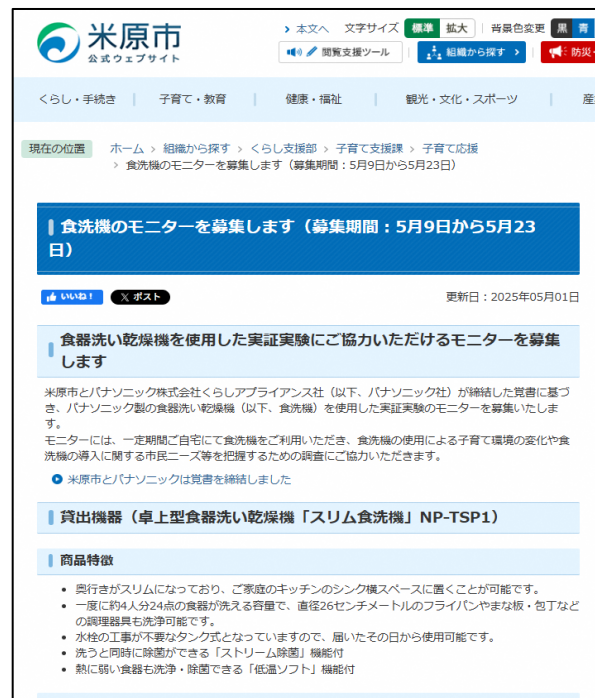 米原市
公式ウェブサイト
本文へ 文字サイズ 標準 拡大 背景色変更 黒 青
閲覧支援ツール 組織から探す 防災・
くらし・手続き 子育て・教育 健康・福祉 観光・文化・スポーツ 産
現在の位置 ホーム > 組織から探す > くらし支援部 > 子育て支援課 > 子育て応援
> 食洗機のモニターを募集します（募集期間：5月9日から5月23日）
食洗機のモニターを募集します（募集期間：5月9日から5月23
日）
いいね！ X ポスト 更新日：2025年05月01日
食器洗い乾燥機を使用した実証実験にご協力いただけるモニターを募集
します
米原市とパナソニック株式会社くらしアプライアンス社（以下、パナソニック社）が締結した覚書に基づ
き、パナソニック製の食器洗い乾燥機（以下、食洗機）を使用した実証実験のモニターを募集いたしま
す。
モニターには、一定期間ご自宅にて食洗機をご利用いただき、食洗機の使用による子育て環境の変化や食
洗機の導入に関する市民ニーズ等を把握するための調査にご協力いただきます。
米原市とパナソニックは覚書を締結しました
貸出機器（卓上型食器洗い乾燥機「スリム食洗機」NP-TSP1）
商品特徴
• 奥行きがスリムになっており、ご家庭のキッチンのシンク横スペースに置くことが可能です。
• 一度に約4人分24点の食器が洗える容量で、直径26センチメートルのフライパンやまな板・包丁など
の調理器具も洗浄可能です。
• 水栓の工事が不要なタンク式となっていますので、届いたその日から使用可能です。
• 洗うと同時に除菌ができる「ストリーム除菌」機能付
• 熱に弱い食器も洗浄・除菌できる「低温ソフト」機能付